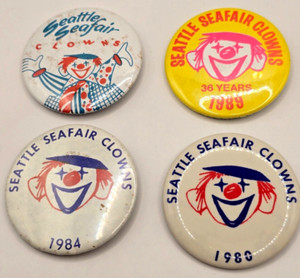 Seattle
Seafair
CLOWNS
SEATTLE SEAFAIR CLOWNS
36 YEARS
1989
SEATTLE SEAFAIR CLOWNS
1984
SEATTLE SEAFAIR CLOWNS
1980